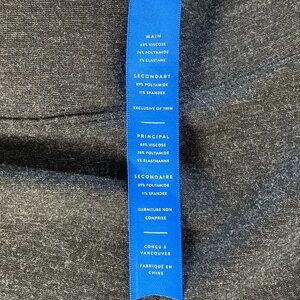 MAIN
69% VISCOSE
26% POLYAMIDE
5% ELASTANE
SECONDARY
89% POLYAMIDE
11% SPANDEX
EXCLUSIVE OF TRIM
PRINCIPAL
69% VISCOSE
26% POLYAMIDE
5% ÉLASTHANNE
SECONDAIRE
89% POLYAMIDE
11% SPANDEX
GARNITURE NON
COMPRISE
CONÇU À
VANCOUVER
FABRIQUÉ EN
CHINE